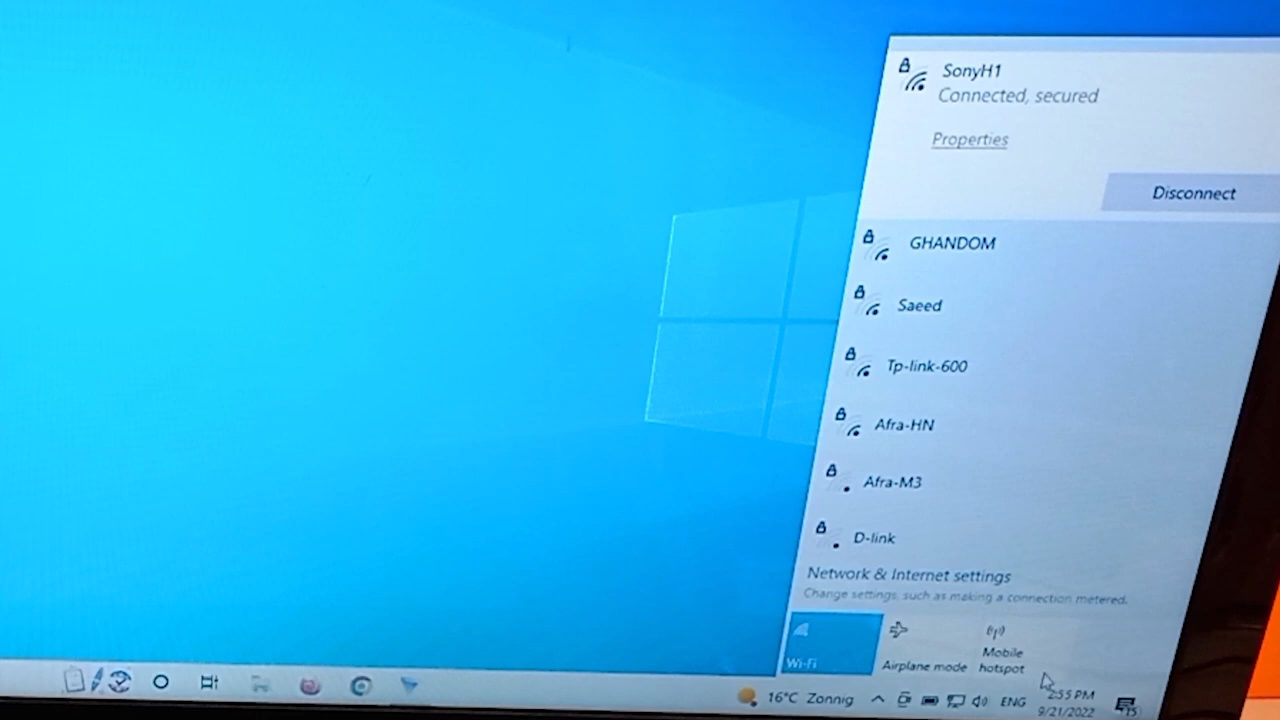 SonyH1
Connected, secured
Properties
Disconnect
GHANDOM
Saeed
Tp-link-600
Afra-HN
Afra-M3
D-link
Network & Internet settings
Change settings, such as making a connection metered.
Wi-Fi
Airplane mode
Mobile
hotspot
16°C Zonnig
ENG
2:55 PM
9/21/2022
15